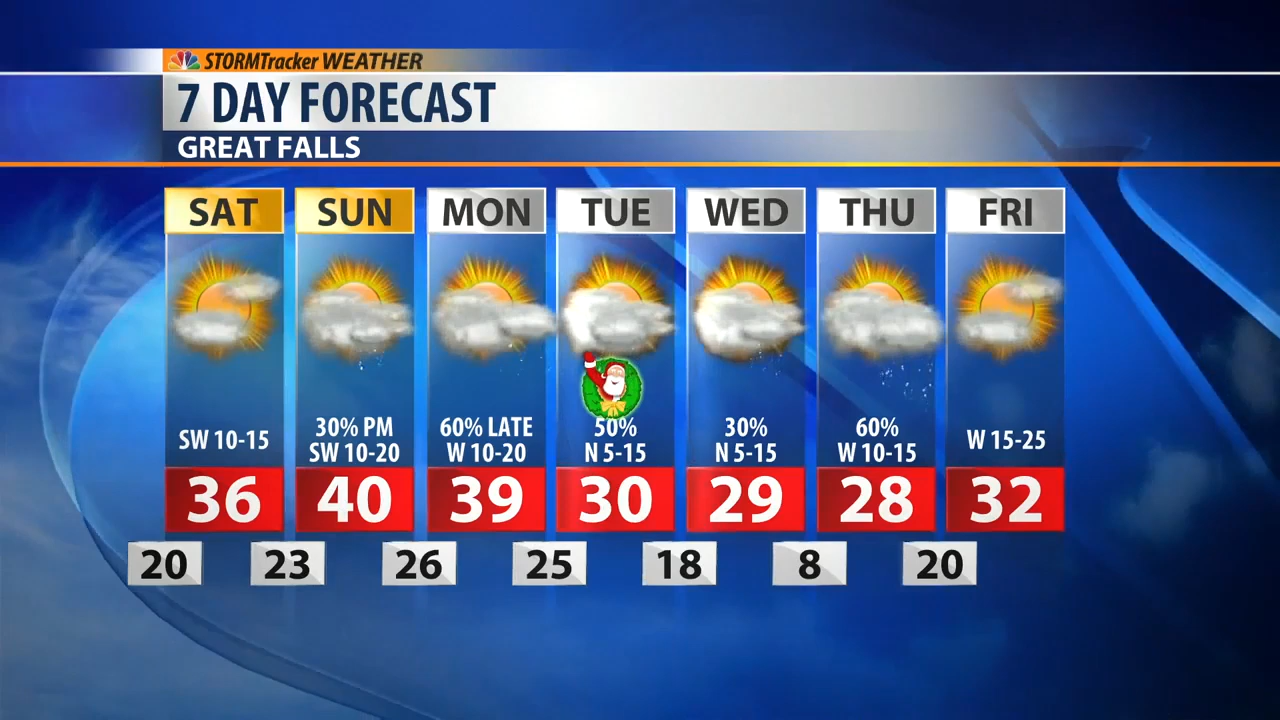 STORMTracker WEATHER
7 DAY FORECAST
GREAT FALLS
SAT SUN MON TUE WED THU FRI
30% PM 60% LATE 50% 30% 60%
SW 10-15 SW 10-20 W 10-20 N 5-15 N 5-15 W 10-15 W 15-25
36 40 39 30 29 28 32
20 23 26 25 18 8 20